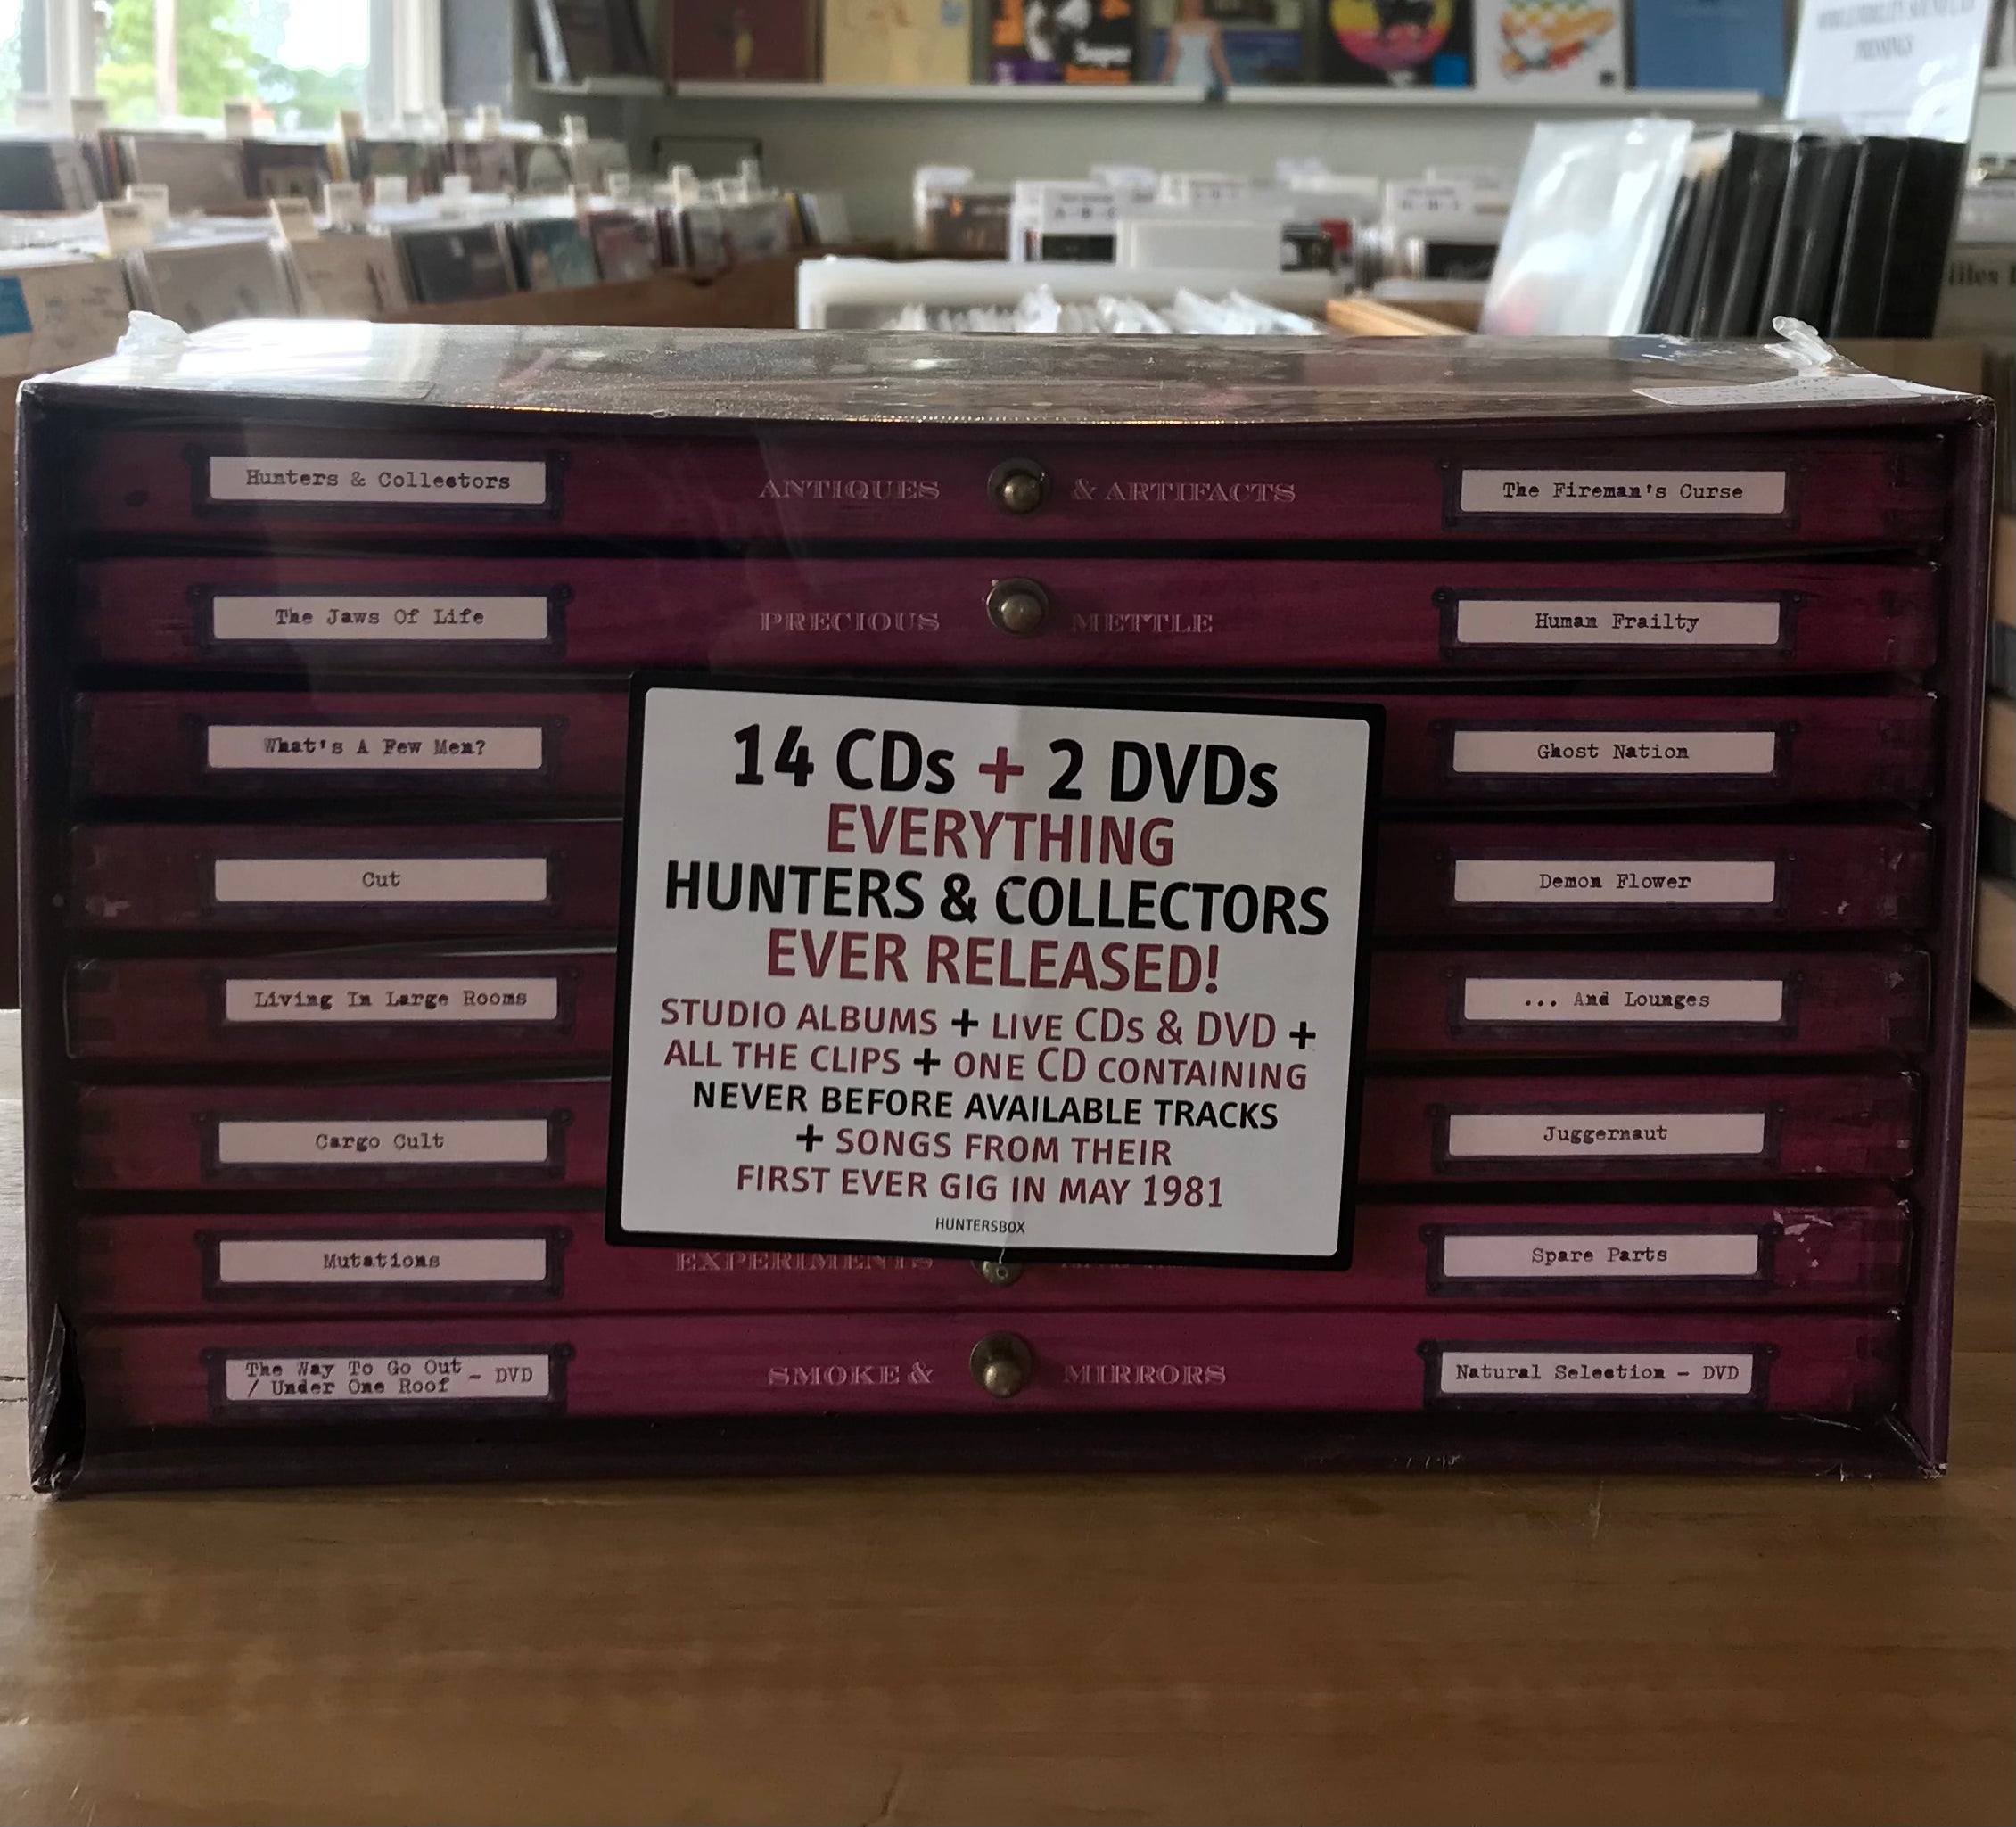 Hunters & Collectors
ANTIQUES & ARTIFACTS
The Fireman's Curse
The Jaws Of Life
PRECIOUS METTLE
Human Frailty
What's A Few Men?
Ghost Nation
Cut
Demon Flower
Living In Large Rooms
... And Lounges
Cargo Cult
Juggernaut
Mutations
EXPERIMENTS
Spare Parts
The Way To Go Out
/ Under One Roof - DVD
SMOKE & MIRRORS
Natural Selection - DVD
14 CDs + 2 DVDs
EVERYTHING
HUNTERS & COLLECTORS
EVER RELEASED!
STUDIO ALBUMS + LIVE CDs & DVD +
ALL THE CLIPS + ONE CD CONTAINING
NEVER BEFORE AVAILABLE TRACKS
+ SONGS FROM THEIR
FIRST EVER GIG IN MAY 1981
HUNTERSBOX